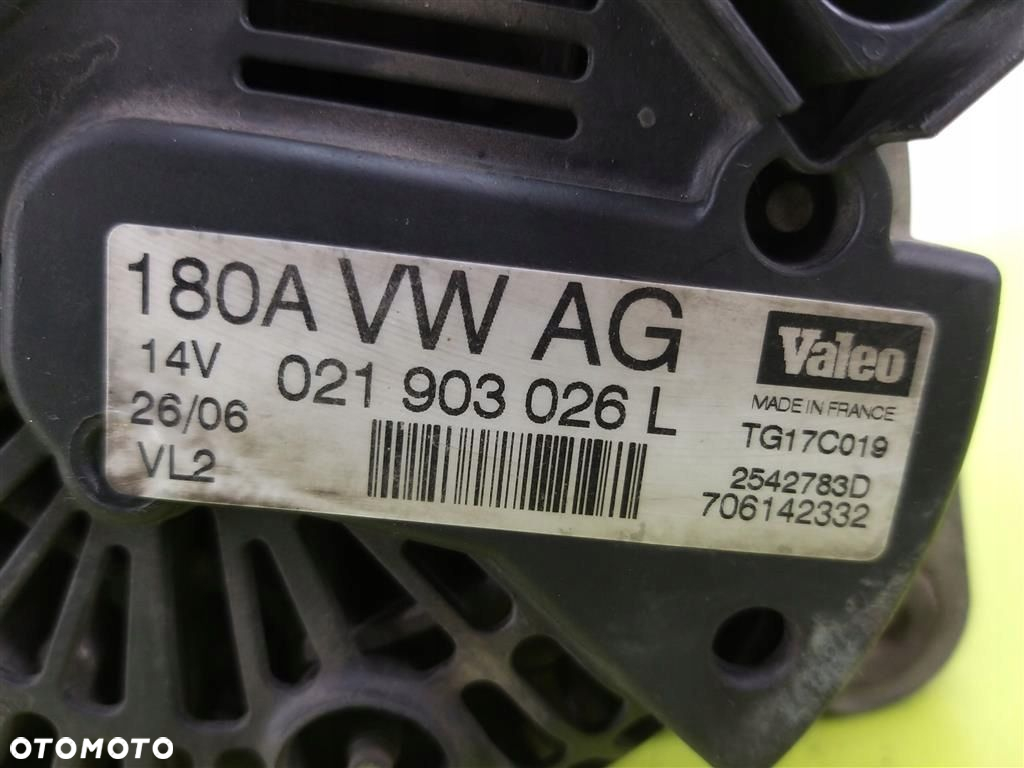 180A VW AG
14V
021 903 026 L
26/06
VL2
Valeo
MADE IN FRANCE
TG17C019
2542783D
706142332
OTOMOTO